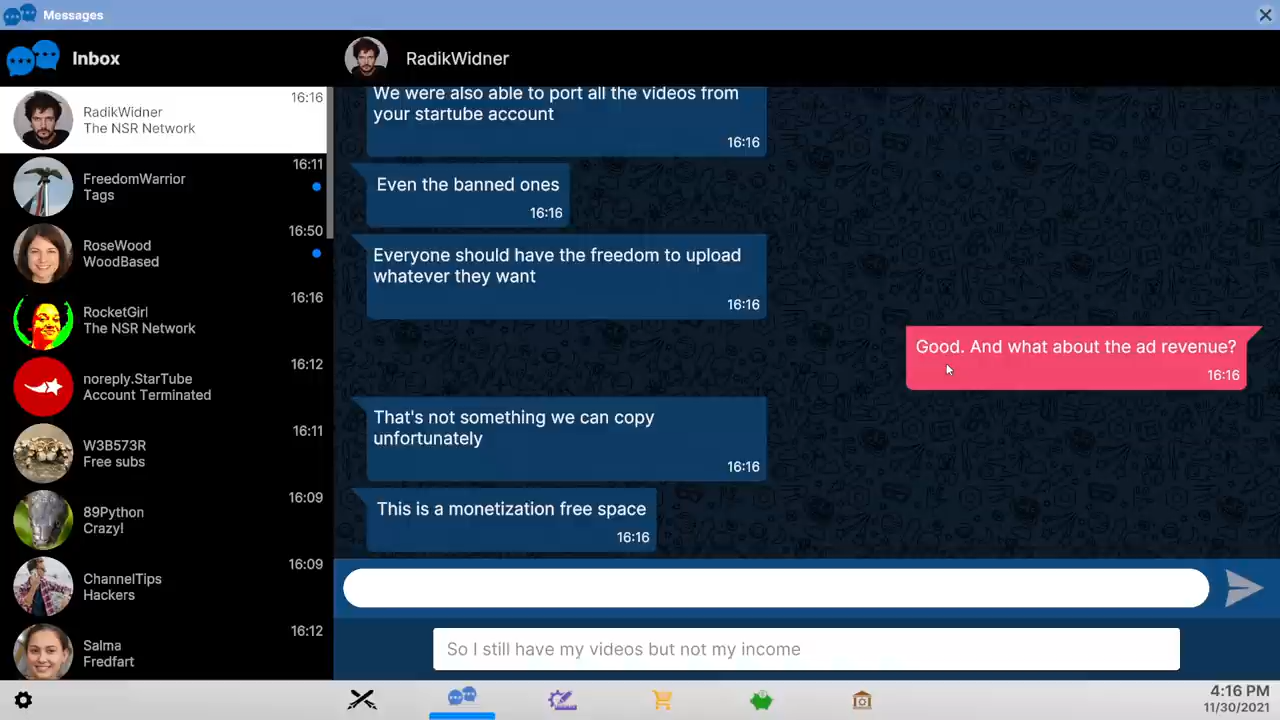 Messages
Inbox
RadikWidner
RadikWidner
16:16
The NSR Network
FreedomWarrior
16:11
Tags
RoseWood
16:50
WoodBased
RocketGirl
16:16
The NSR Network
noreply.StarTube
16:12
Account Terminated
W3B573R
16:11
Free subs
89Python
16:09
Crazy!
ChannelTips
16:09
Hackers
Salma
16:12
Fredfart
We were also able to port all the videos from
your startube account
16:16
Even the banned ones
16:16
Everyone should have the freedom to upload
whatever they want
16:16
Good. And what about the ad revenue?
16:16
That's not something we can copy
unfortunately
16:16
This is a monetization free space
16:16
So I still have my videos but not my income
4:16 PM
11/30/2021